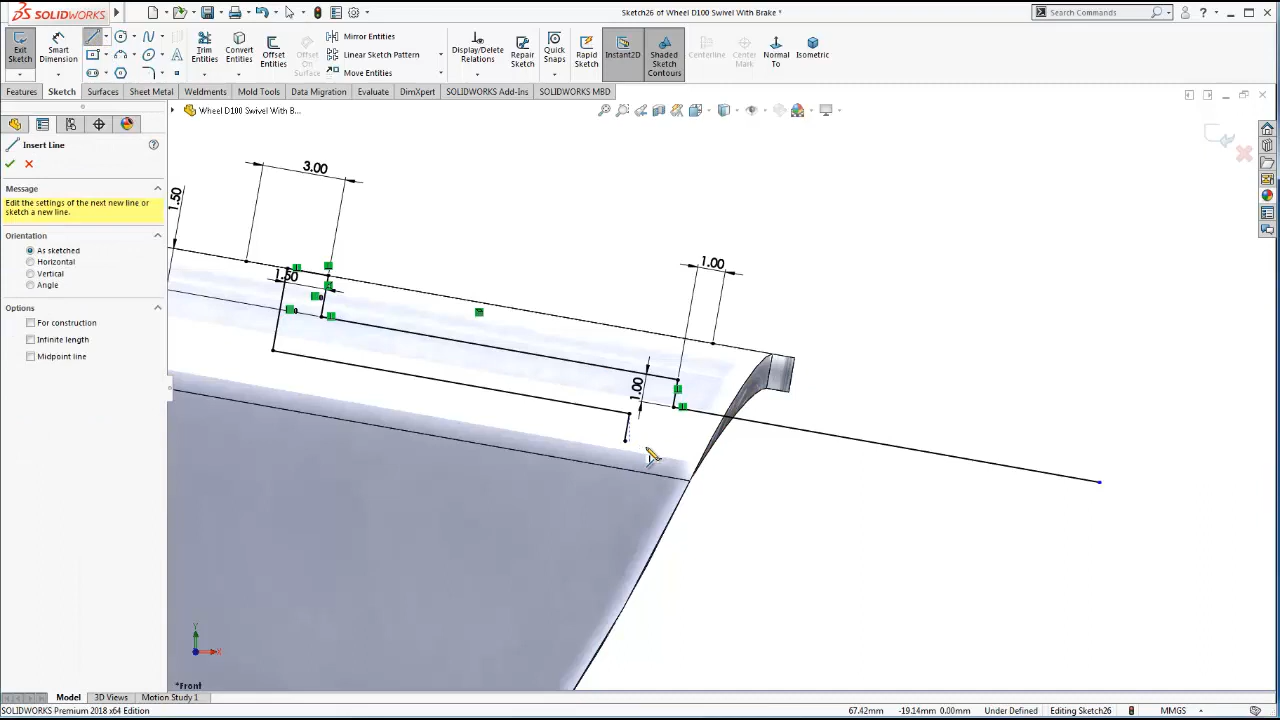 SOLIDWORKS
Sketch26 of Wheel D100 Swivel With Brake *
Search Commands
Exit Sketch
Smart Dimension
Trim Entities
Convert Entities
Offset Entities
Offset On Surface
Mirror Entities
Linear Sketch Pattern
Move Entities
Display/Delete Relations
Repair Sketch
Quick Snaps
Rapid Sketch
Instant2D
Shaded Sketch Contours
Centerline
Center Mark
Normal To
Isometric
Features
Sketch
Surfaces
Sheet Metal
Weldments
Mold Tools
Data Migration
Evaluate
DimXpert
SOLIDWORKS Add-Ins
SOLIDWORKS MBD
Wheel D100 Swivel With B...
Insert Line
Message
Edit the settings of the next new line or
sketch a new line.
Orientation
As sketched
Horizontal
Vertical
Angle
Options
For construction
Infinite length
Midpoint line
3.00
1.50
1.50
1.00
1.00
Y
X
*Front
Model
3D Views
Motion Study 1
SOLIDWORKS Premium 2018 x64 Edition
67.42mm
-19.14mm 0.00mm
Under Defined
Editing Sketch26
MMGS